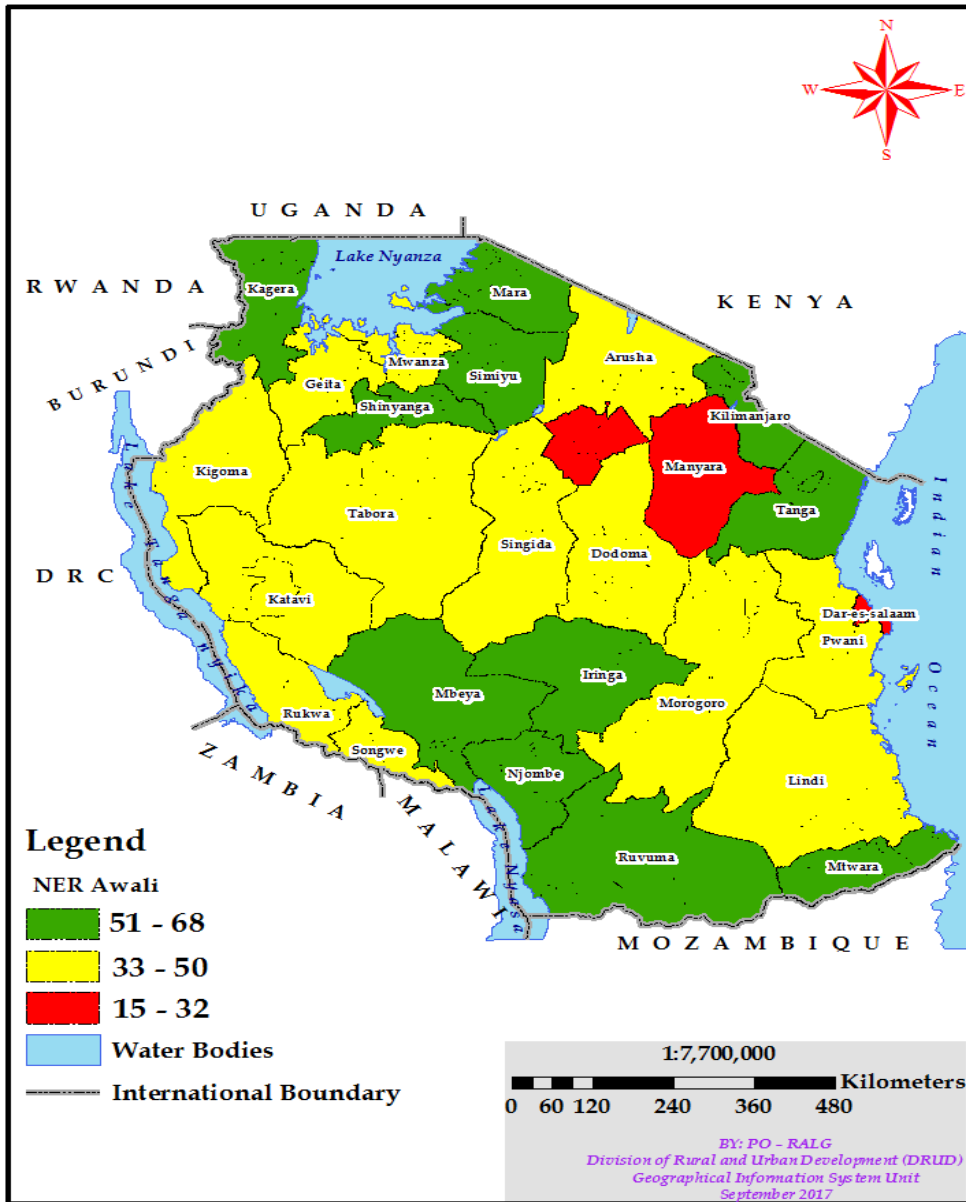 N
W E
S
UGANDA
Lake Nyanza
RWANDA
Kagera
Mara
KENYA
BURUNDI
Mwanza
Arusha
Geita
Simiyu
Shinyanga
Kilimanjaro
Kigoma
Manyara
Lake Tanganyika
Tabora
Tanga
Indian Ocean
Singida
Dodoma
DRC
Katavi
Dar-es-salaam
Pwani
Mbeya
Iringa
Morogoro
Rukwa
Songwe
Njombe
Lindi
ZAMBIA
MALAWI
Lake Nyasa
Ruvuma
Mtwara
MOZAMBIQUE
Legend
NER Awali
51 - 68
33 - 50
15 - 32
Water Bodies
International Boundary
1:7,700,000
Kilometers
0 60 120 240 360 480
BY: PO - RALG
Division of Rural and Urban Development (DRUD)
Geographical Information System Unit
September 2017